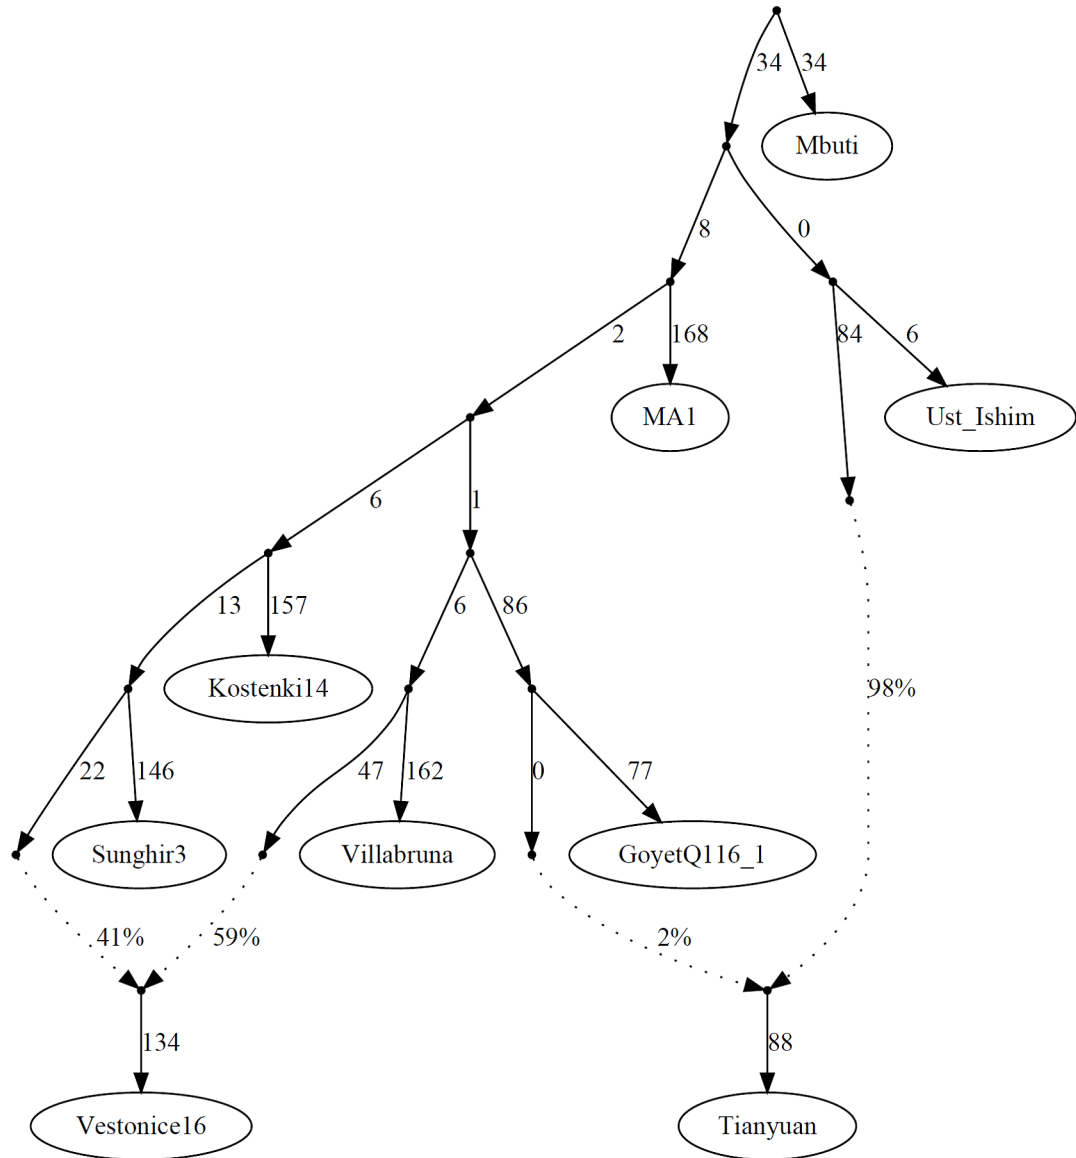 34 34
Mbuti
8 0
2 168 84 6
MA1 Ust_Ishim
6 1
13 157 6 86
Kostenki14 98%
22 146 47 162 0 77
Sunghir3 Villabruna GoyetQ116_1
41% 59% 2%
134 88
Vestonice16 Tianyuan